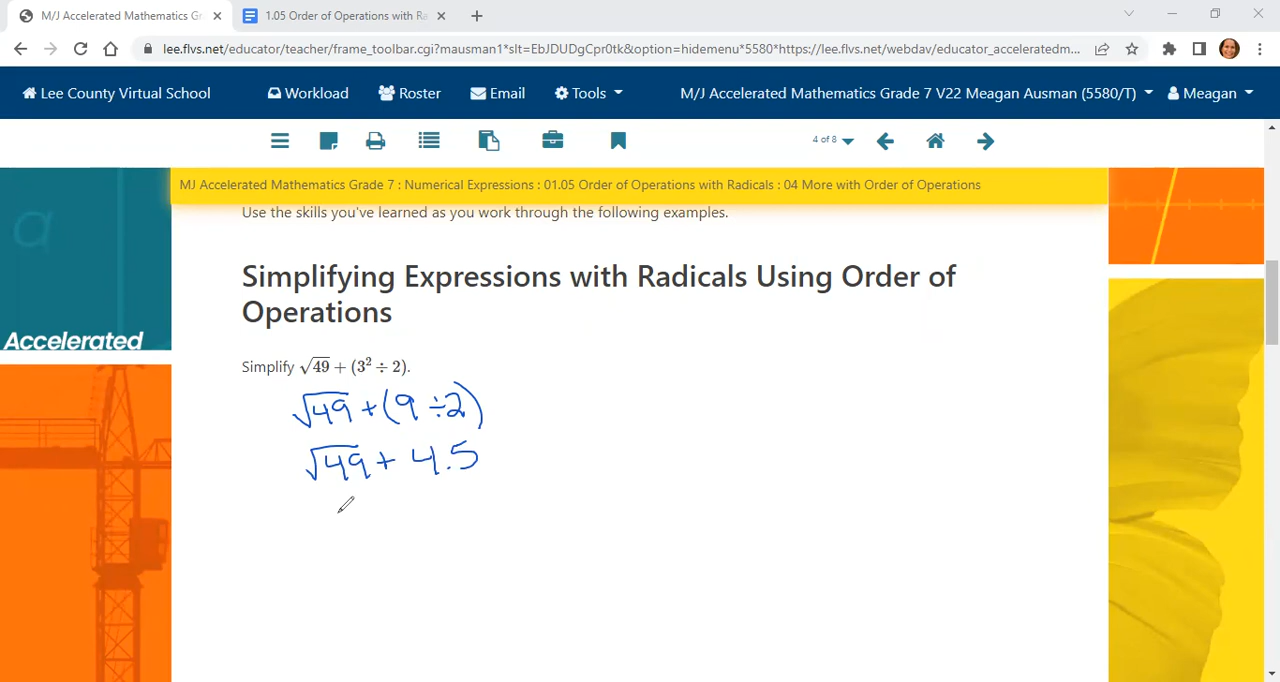 M/J Accelerated Mathematics Gr
1.05 Order of Operations with Ra
lee.flvs.net/educator/teacher/frame_toolbar.cgi?mausman1*slt=EbJDUDgCpr0tk&option=hidemenu*5580*https://lee.flvs.net/webdav/educator_acceleratedm...
Lee County Virtual School Workload Roster Email Tools M/J Accelerated Mathematics Grade 7 V22 Meagan Ausman (5580/T) Meagan
4 of 8
MJ Accelerated Mathematics Grade 7 : Numerical Expressions : 01.05 Order of Operations with Radicals : 04 More with Order of Operations
a
Use the skills you've learned as you work through the following examples.
Simplifying Expressions with Radicals Using Order of
Operations
Accelerated
Simplify √49 + (3² ÷ 2).
√49 + (9 ÷ 2)
√49 + 4.5